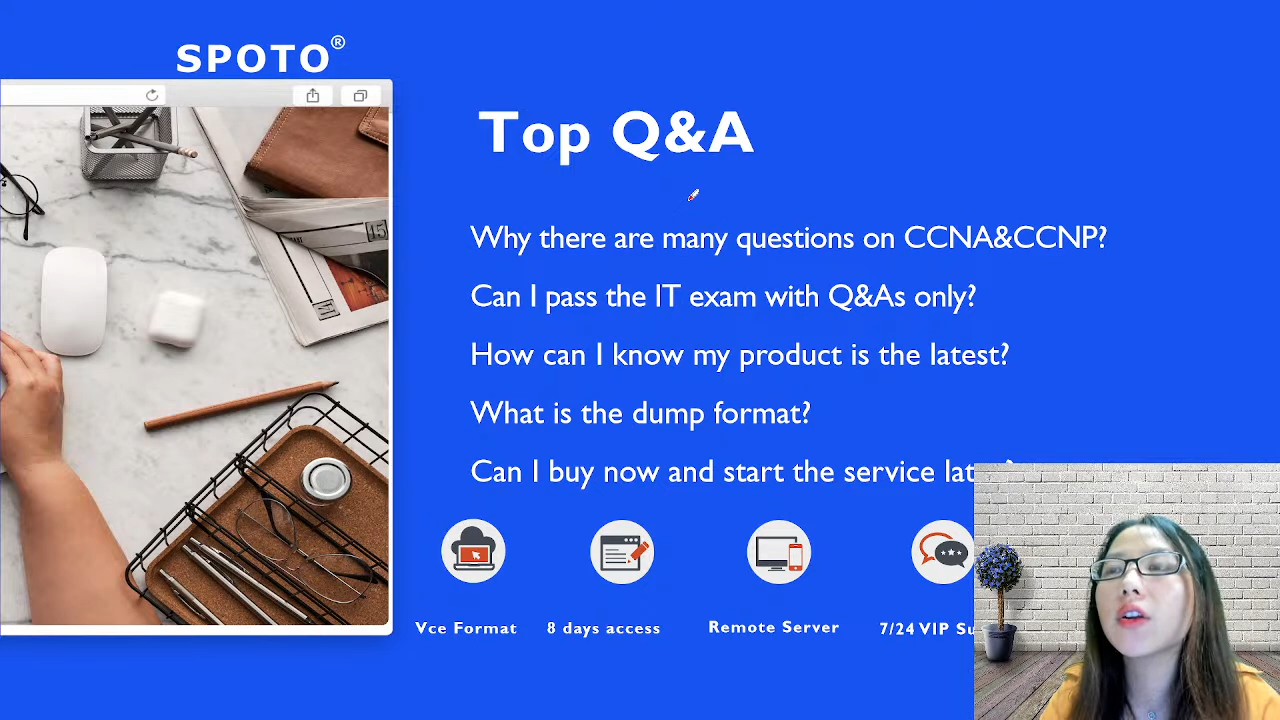 SPOTO®
Top Q&A
Why there are many questions on CCNA&CCNP?
Can I pass the IT exam with Q&As only?
How can I know my product is the latest?
What is the dump format?
Can I buy now and start the service
Vce Format
8 days access
Remote Server
7/24 VIP
15